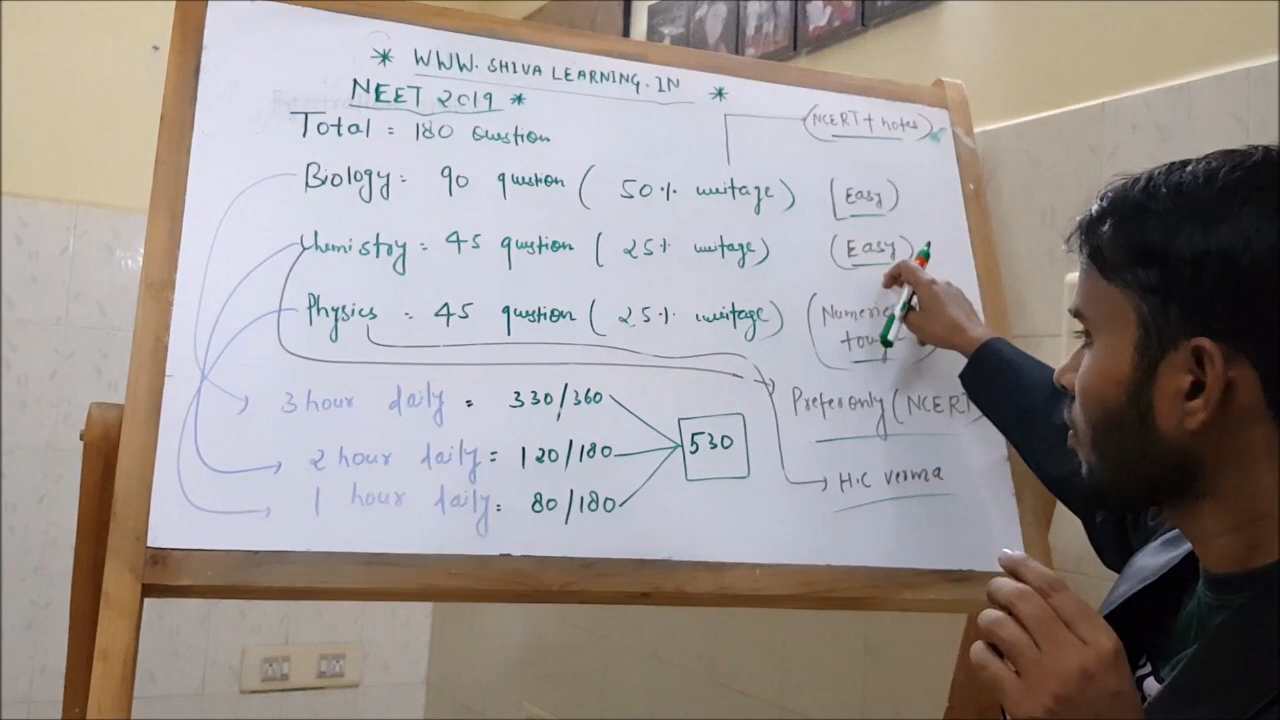 * WWW. SHIVA LEARNING.IN *
NEET 2019 *
(NCERT + notes)
Total = 180 Qustion
Biology = 90 qustion ( 50% weitage ) (Easy)
Chemistry = 45 qustion ( 25% weitage) (Easy)
Physics = 45 qustion ( 25% weitage) (Numeric
3 hour daily = 330/360
2 hour daily = 120/180
1 hour daily = 80/180
530
Prefer only (NCERT)
H.C verma